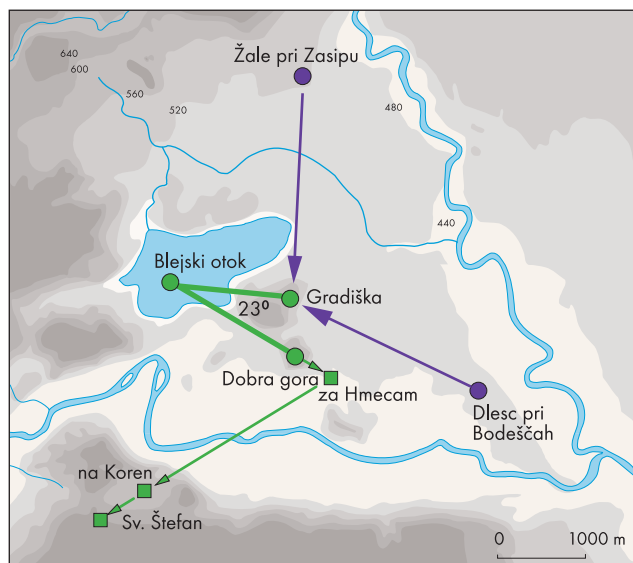 Žale pri Zasipu
640
600
560
520
480
440
Blejski otok
23º
Gradiška
Dobra gora
za Hmecam
Dlesc pri
Bodeščah
na Koren
Sv. Štefan
0 1000 m